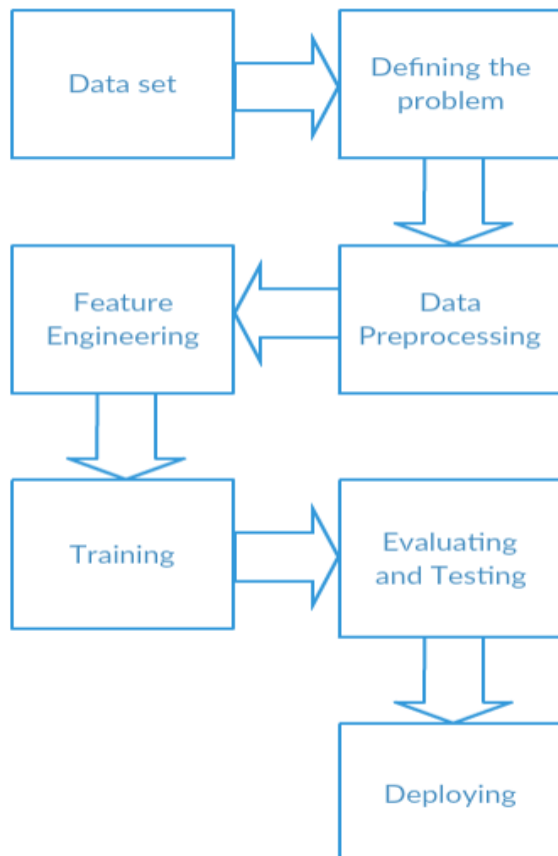 Data set
Defining the
problem
Data
Preprocessing
Feature
Engineering
Training
Evaluating
and Testing
Deploying